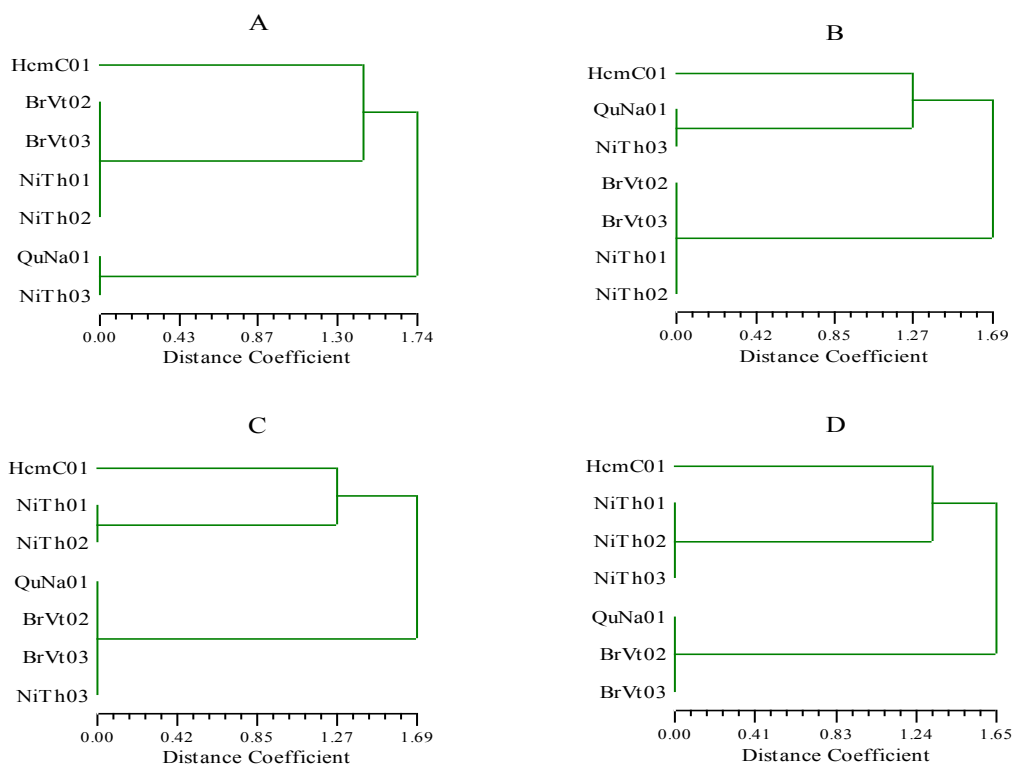 A
HcmC01
BrVt02
BrVt03
NiTh01
NiTh02
QuNa01
NiTh03
0.00 0.43 0.87 1.30 1.74
Distance Coefficient
B
HcmC01
QuNa01
NiTh03
BrVt02
BrVt03
NiTh01
NiTh02
0.00 0.42 0.85 1.27 1.69
Distance Coefficient
C
HcmC01
NiTh01
NiTh02
QuNa01
BrVt02
BrVt03
NiTh03
0.00 0.42 0.85 1.27 1.69
Distance Coefficient
D
HcmC01
NiTh01
NiTh02
NiTh03
QuNa01
BrVt02
BrVt03
0.00 0.41 0.83 1.24 1.65
Distance Coefficient